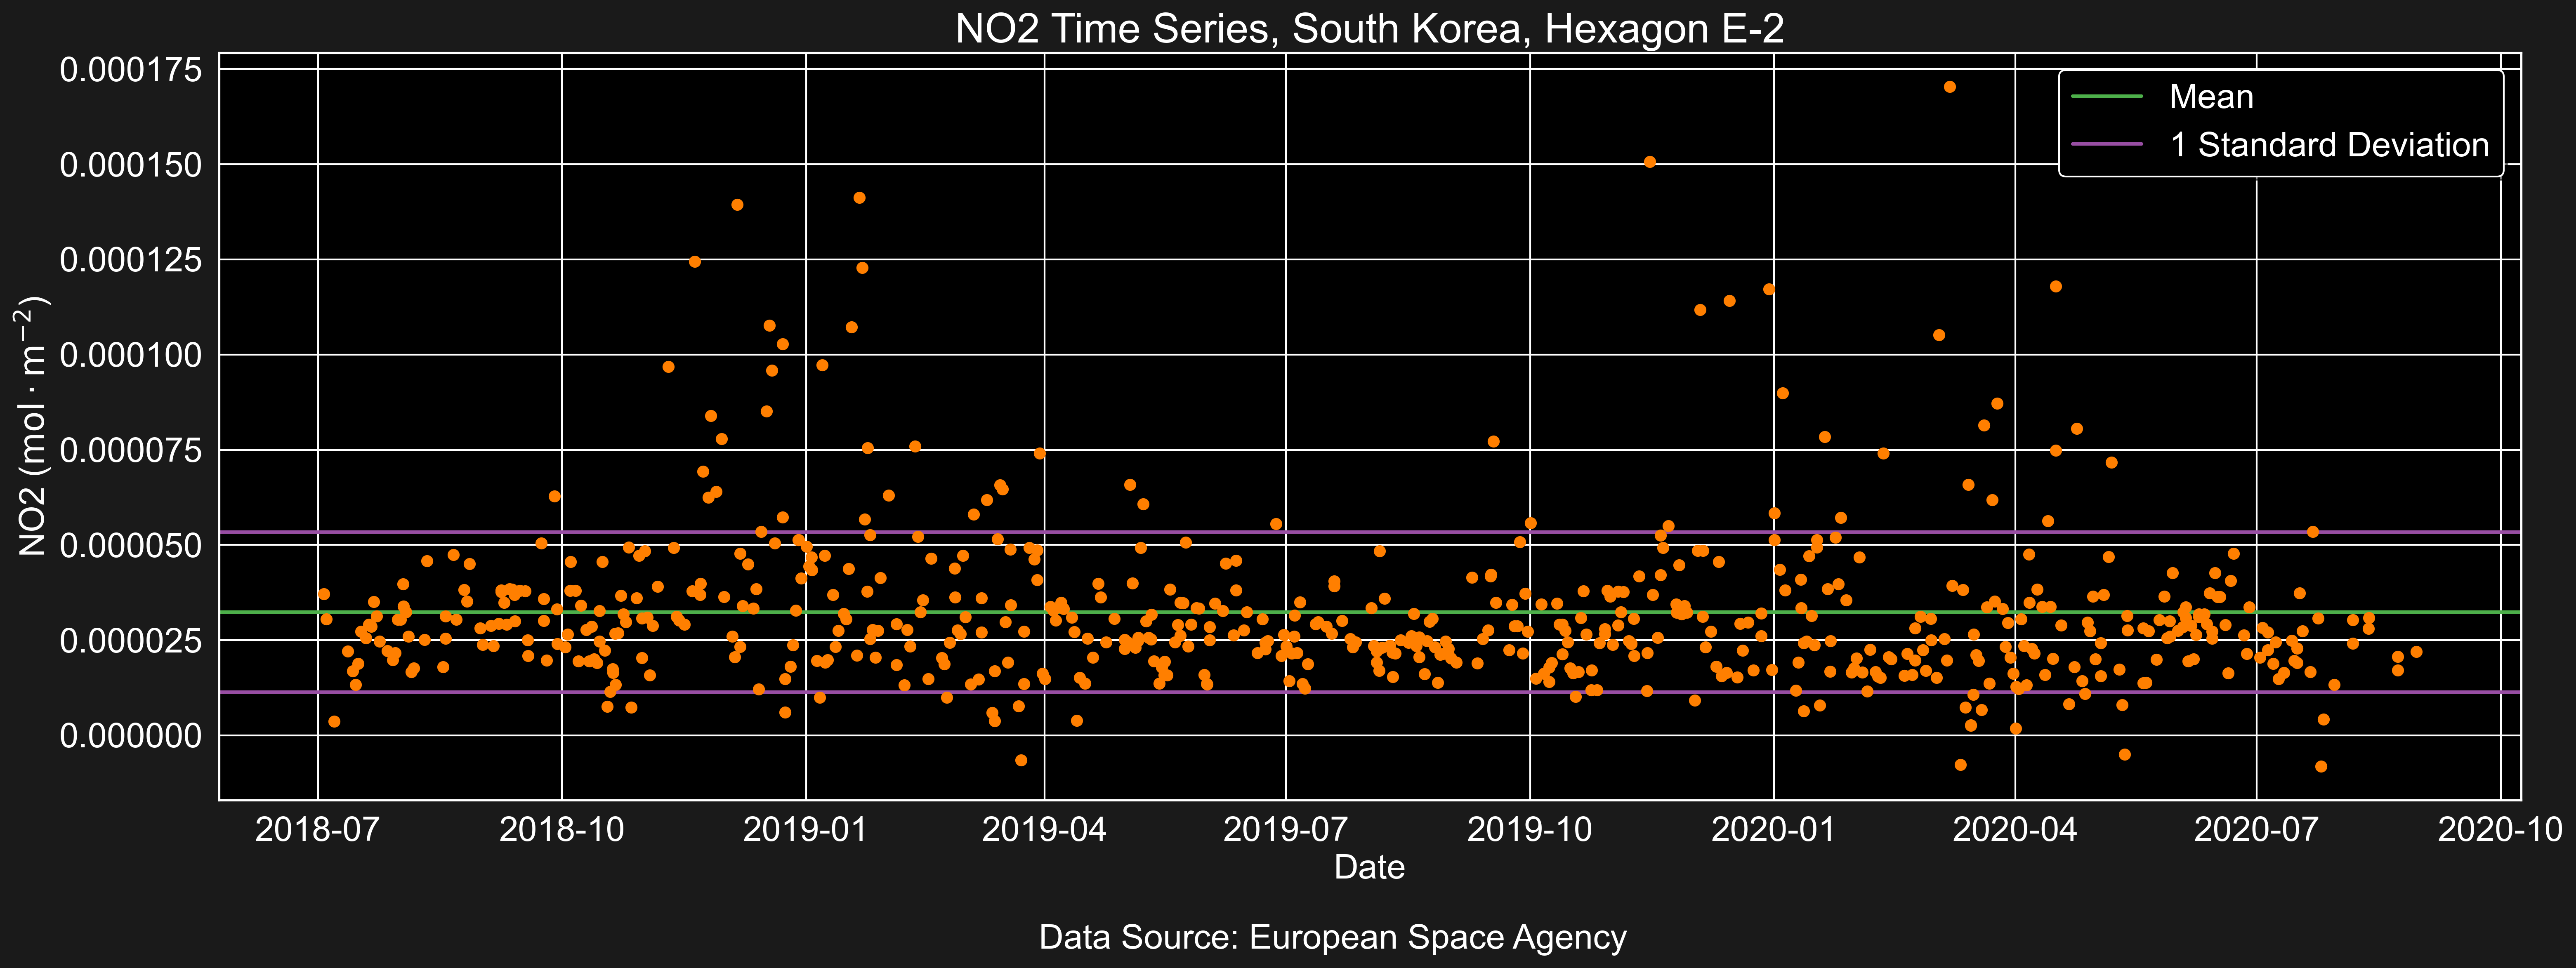 NO2 Time Series, South Korea, Hexagon E-2
0.000175
0.000150
0.000125
0.000100
0.000075
0.000050
0.000025
0.000000
NO2 (mol · m⁻²)
Mean
1 Standard Deviation
2018-07 2018-10 2019-01 2019-04 2019-07 2019-10 2020-01 2020-04 2020-07 2020-10
Date
Data Source: European Space Agency